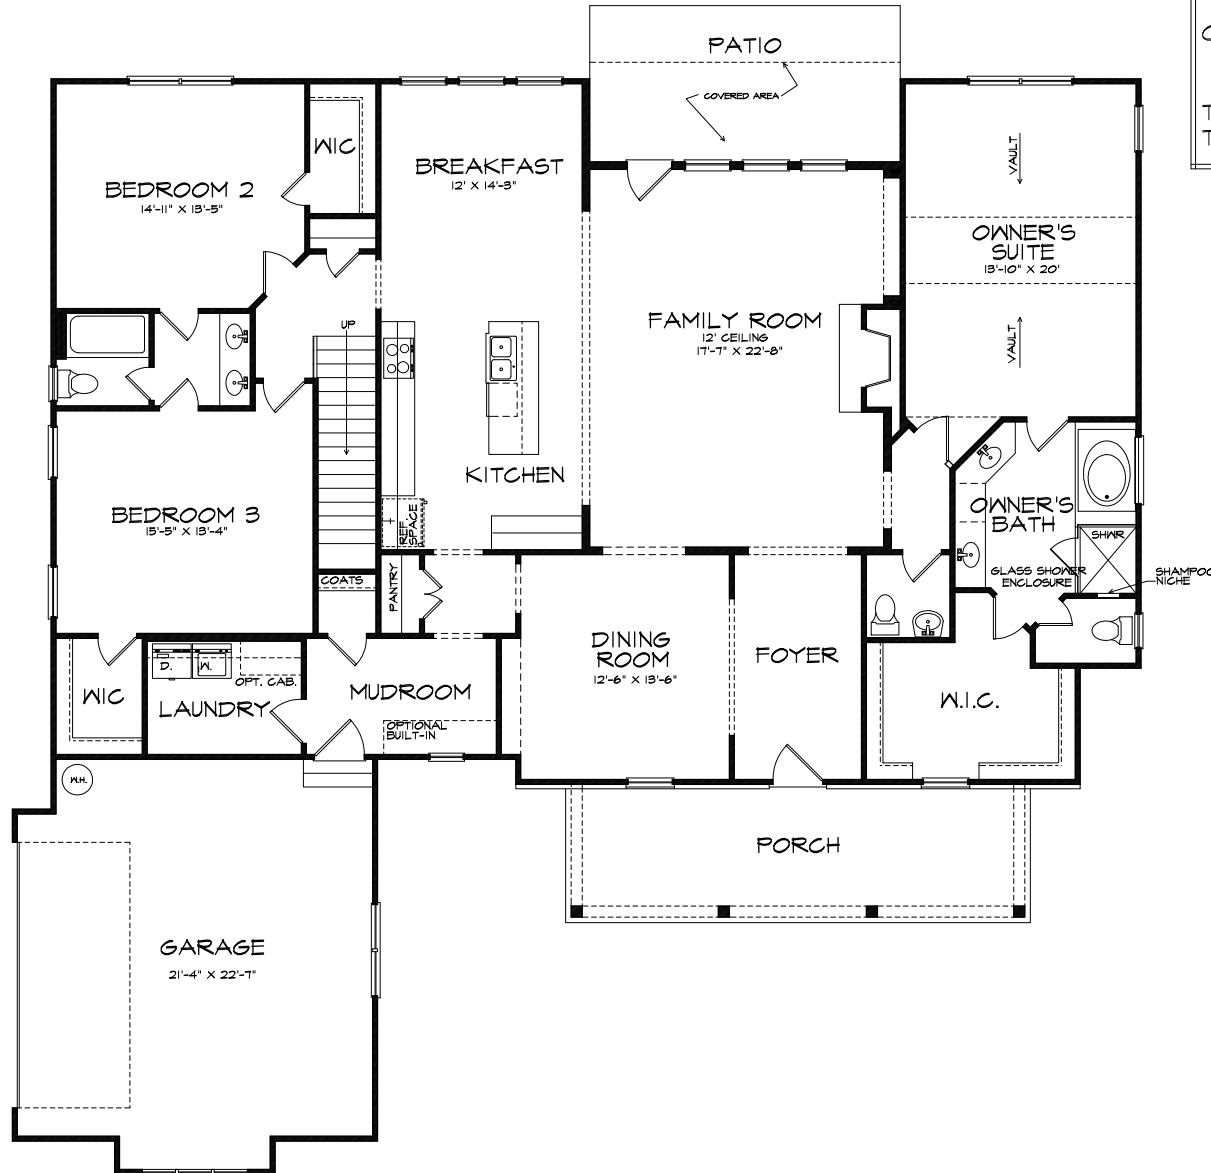 PATIO
COVERED AREA
WIC
BREAKFAST
12' X 14'-3"
BEDROOM 2
14'-11" X 13'-5"
VAULT
OWNER'S
SUITE
13'-10" X 20'
FAMILY ROOM
12' CEILING
17'-7" X 22'-8"
UP
VAULT
KITCHEN
BEDROOM 3
15'-5" X 13'-4"
REF.
SPACE
OWNER'S
BATH
SHWR
GLASS SHOWER
ENCLOSURE
SHAMPOO
NICHE
COATS
PANTRY
DINING
ROOM
12'-6" X 13'-6"
FOYER
D.
W.
OPT. CAB.
WIC
LAUNDRY
MUDROOM
OPTIONAL
BUILT-IN
W.I.C.
W.H.
PORCH
GARAGE
21'-4" X 22'-7"